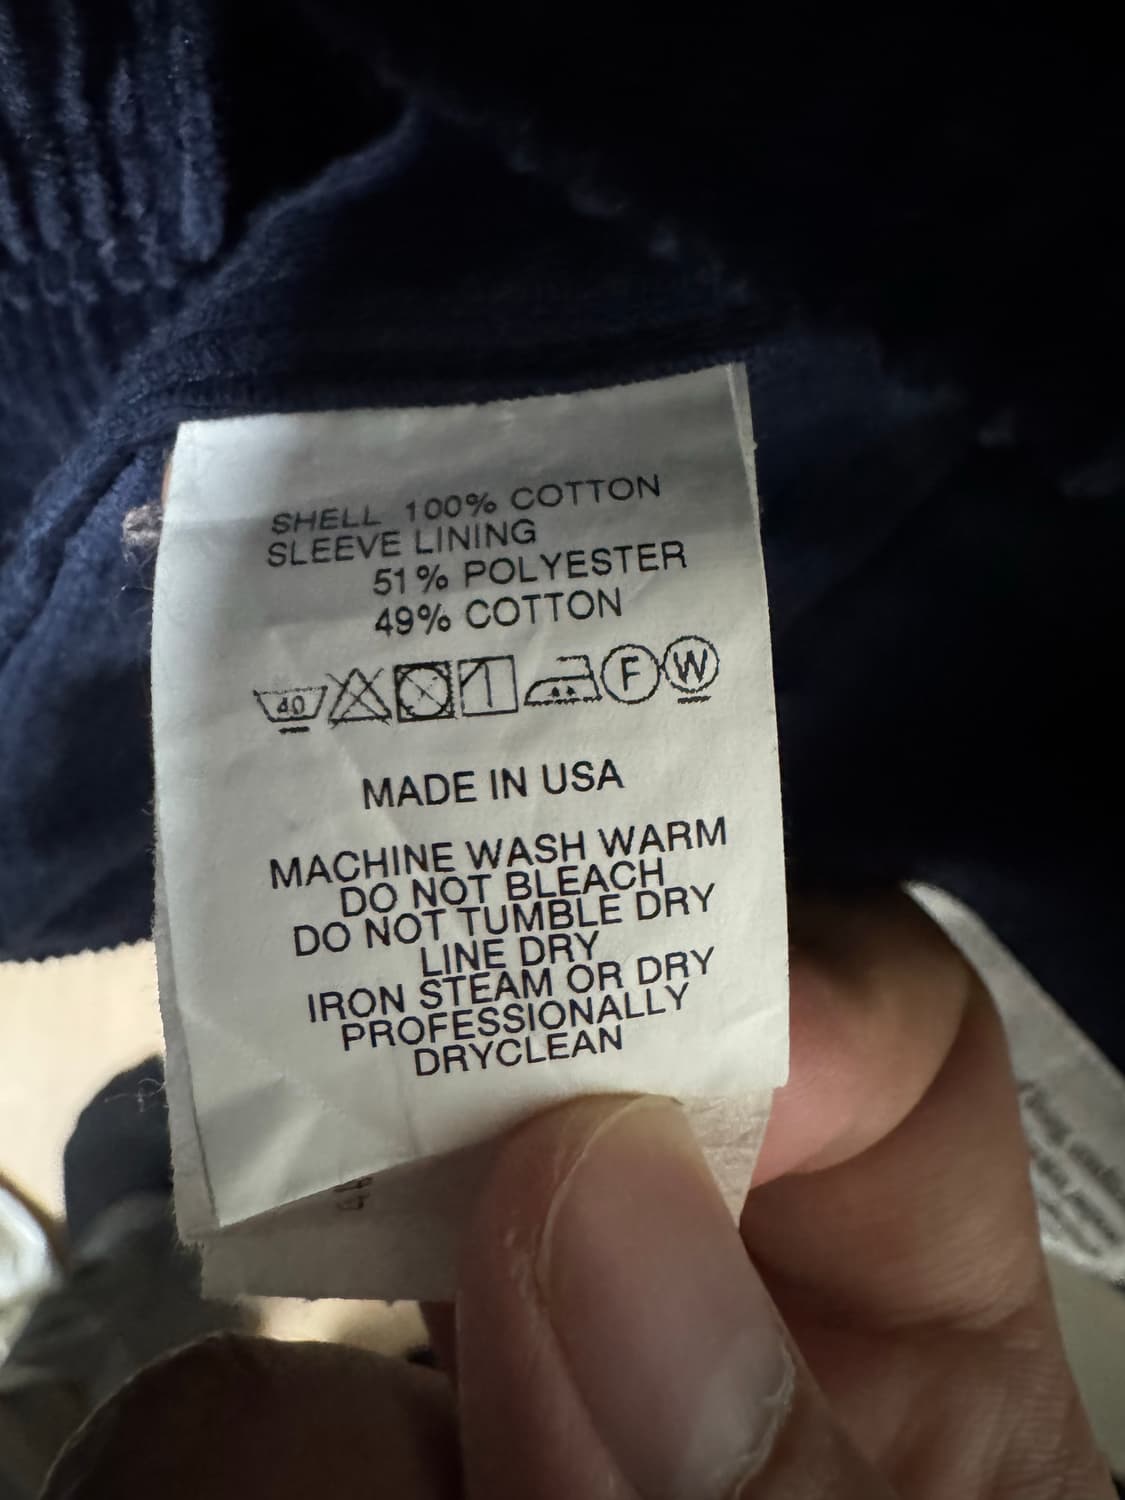 SHELL 100% COTTON
SLEEVE LINING
51% POLYESTER
49% COTTON
40 F W
MADE IN USA
MACHINE WASH WARM
DO NOT BLEACH
DO NOT TUMBLE DRY
LINE DRY
IRON STEAM OR DRY
PROFESSIONALLY
DRYCLEAN